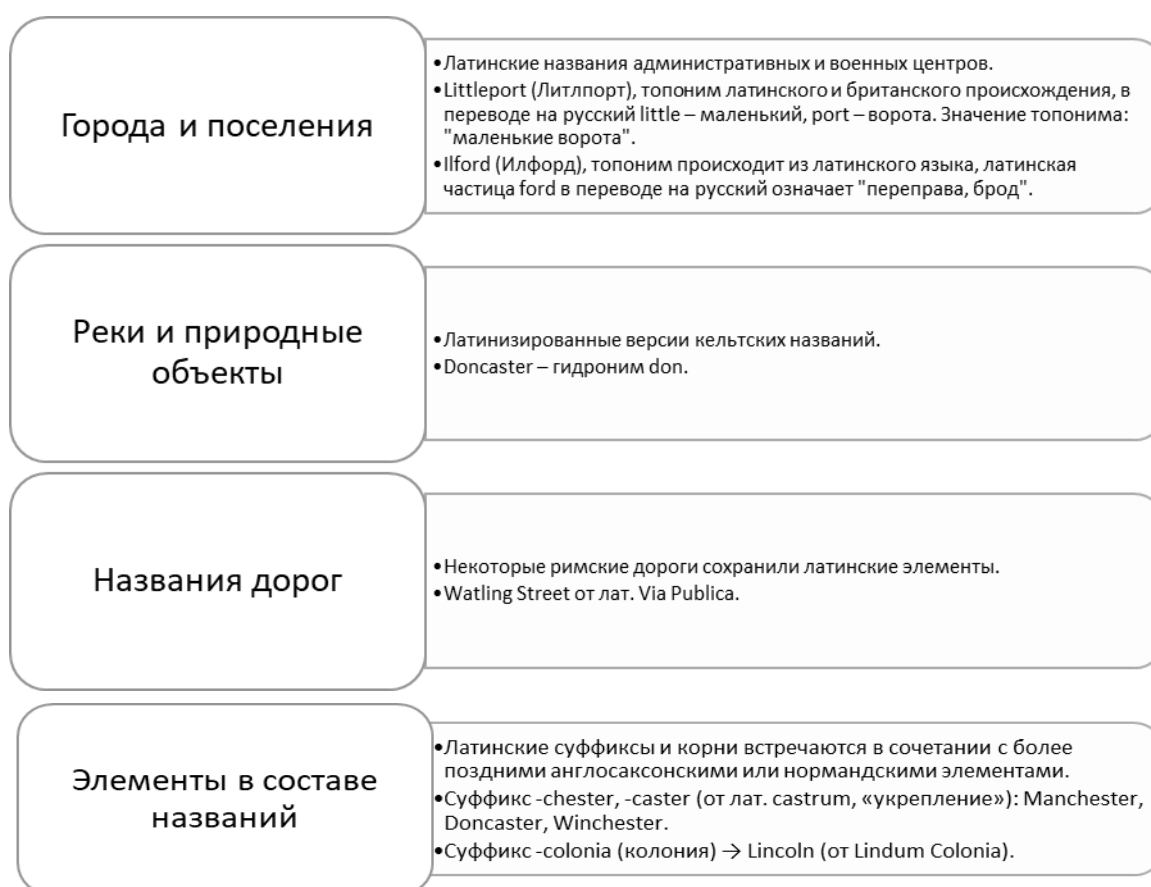 Города и поселения
•Латинские названия административных и военных центров.
•Littleport (Литлпорт), топоним латинского и британского происхождения, в
переводе на русский little – маленький, port – ворота. Значение топонима:
"маленькие ворота".
•Ilford (Илфорд), топоним происходит из латинского языка, латинская
частица ford в переводе на русский означает "переправа, брод".
Реки и природные
объекты
•Латинизированные версии кельтских названий.
•Doncaster – гидроним don.
Названия дорог
•Некоторые римские дороги сохранили латинские элементы.
•Watling Street от лат. Via Publica.
Элементы в составе
названий
•Латинские суффиксы и корни встречаются в сочетании с более
поздними англосаксонскими или нормандскими элементами.
•Суффикс -chester, -caster (от лат. castrum, «укрепление»): Manchester,
Doncaster, Winchester.
•Суффикс -colonia (колония) → Lincoln (от Lindum Colonia).